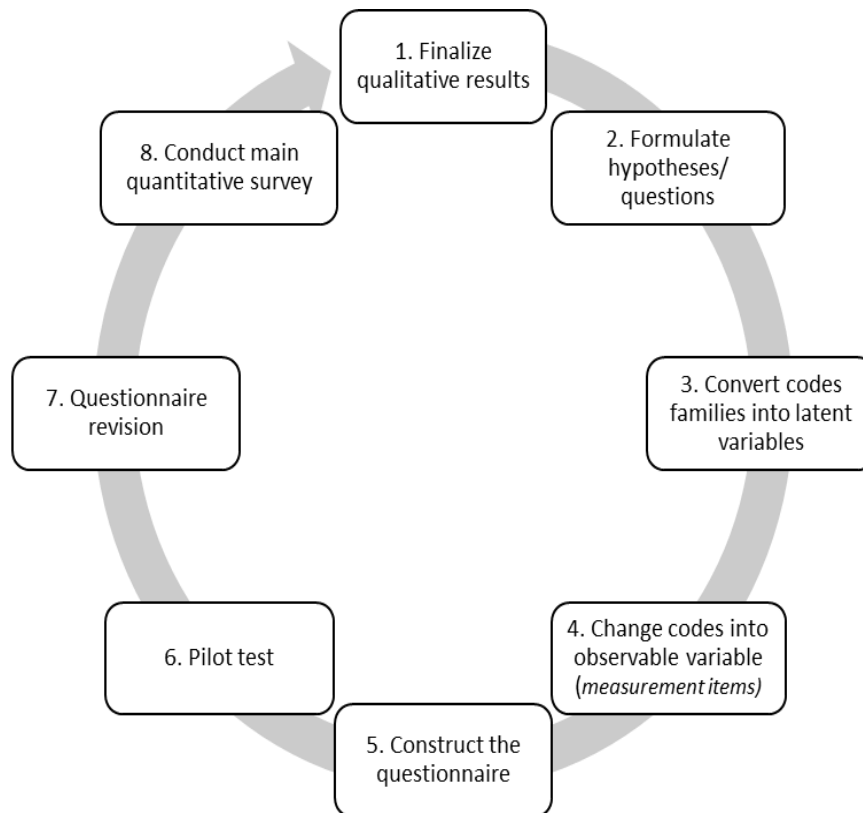 1. Finalize
qualitative results
2. Formulate
hypotheses/
questions
3. Convert codes
families into latent
variables
4. Change codes into
observable variable
(measurement items)
5. Construct the
questionnaire
6. Pilot test
7. Questionnaire
revision
8. Conduct main
quantitative survey